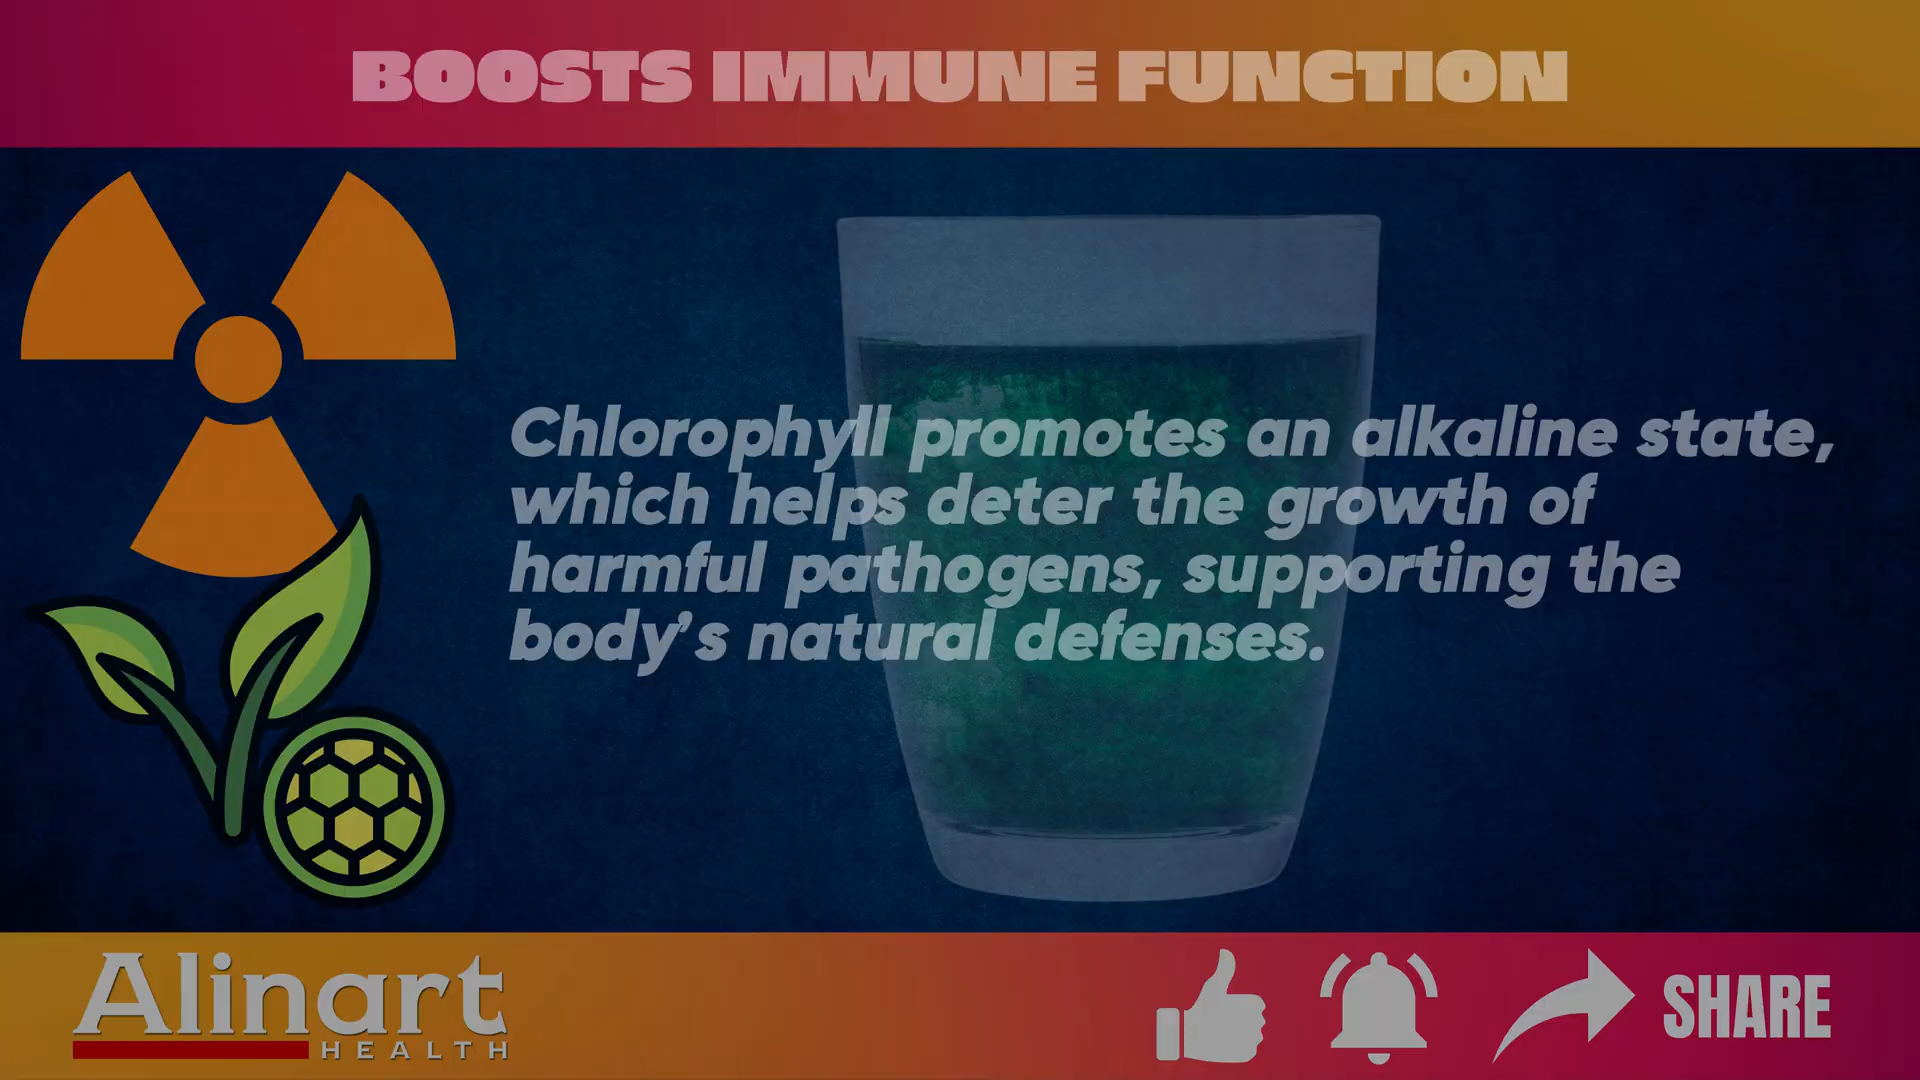 BOOSTS IMMUNE FUNCTION
Chlorophyll promotes an alkaline state,
which helps deter the growth of
harmful pathogens, supporting the
body's natural defenses.
Alinart
HEALTH
SHARE